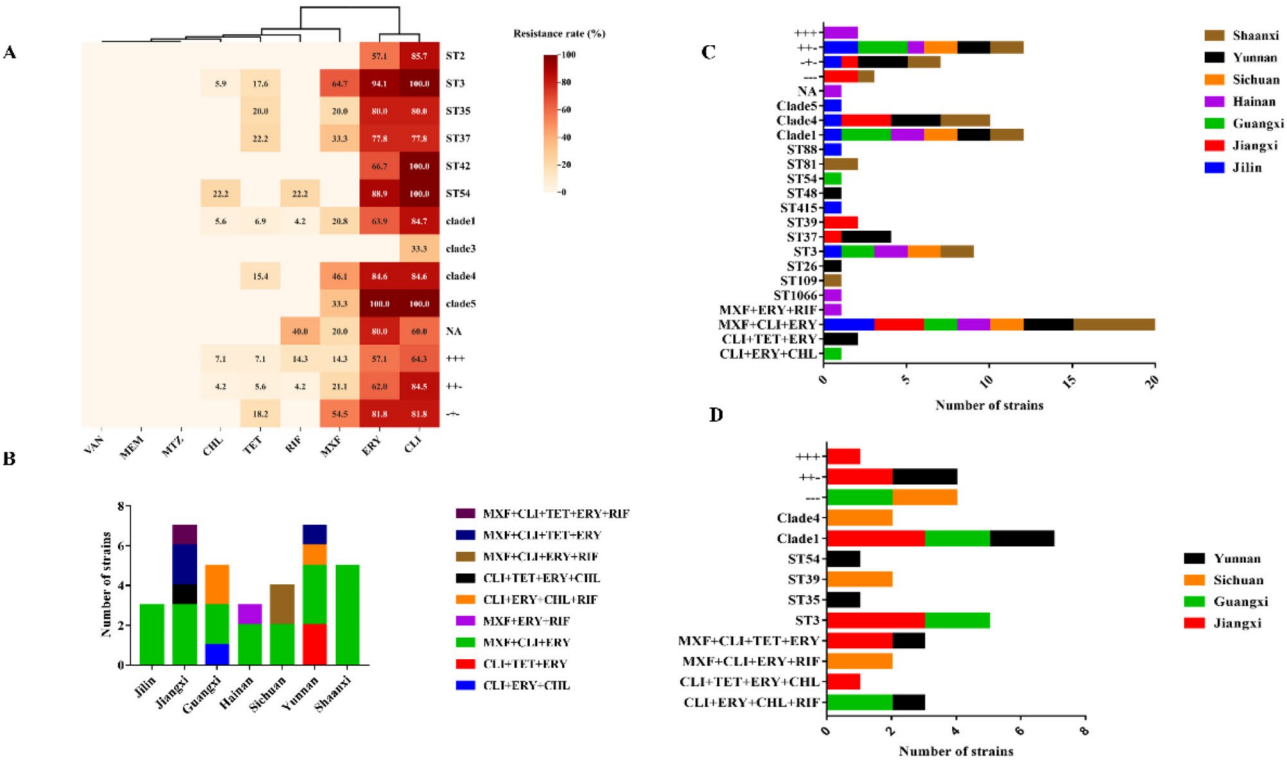 A
Resistance rate (%)
100
80
60
40
20
0
57.1 85.7 ST2
5.9 17.6 64.7 94.1 100.0 ST3
20.0 20.0 80.0 80.0 ST35
22.2 33.3 77.8 77.8 ST37
66.7 100.0 ST42
22.2 22.2 88.9 100.0 ST54
5.6 6.9 4.2 20.8 63.9 84.7 clade1
33.3 clade3
15.4 46.1 84.6 84.6 clade4
33.3 100.0 100.0 clade5
40.0 20.0 80.0 60.0 NA
7.1 7.1 14.3 14.3 57.1 64.3 +++
4.2 5.6 4.2 21.1 62.0 84.5 ++-
18.2 54.5 81.8 81.8 -+-
VAN MEM MTZ CHL TET RIF MXF ERY CLI
B
Number of strains
8
6
4
2
0
Jilin Jiangxi Guangxi Hainan Sichuan Yunnan Shaanxi
MXF+CLI+TET+ERY+RIF
MXF+CLI+TET+ERY
MXF+CLI+ERY+RIF
CLI+TET+ERY+CHL
CLI+ERY+CHL+RIF
MXF+ERY+RIF
MXF+CLI+ERY
CLI+TET+ERY
CLI+ERY+CHL
C
+++
++-
-+-
---
NA
Clade5
Clade4
Clade1
ST88
ST81
ST54
ST48
ST415
ST39
ST37
ST3
ST26
ST109
ST1066
MXF+ERY+RIF
MXF+CLI+ERY
CLI+TET+ERY
CLI+ERY+CHL
0 5 10 15 20
Number of strains
Shaanxi
Yunnan
Sichuan
Hainan
Guangxi
Jiangxi
Jilin
D
+++
++-
---
Clade4
Clade1
ST54
ST39
ST35
ST3
MXF+CLI+TET+ERY
MXF+CLI+ERY+RIF
CLI+TET+ERY+CHL
CLI+ERY+CHL+RIF
0 2 4 6 8
Number of strains
Yunnan
Sichuan
Guangxi
Jiangxi